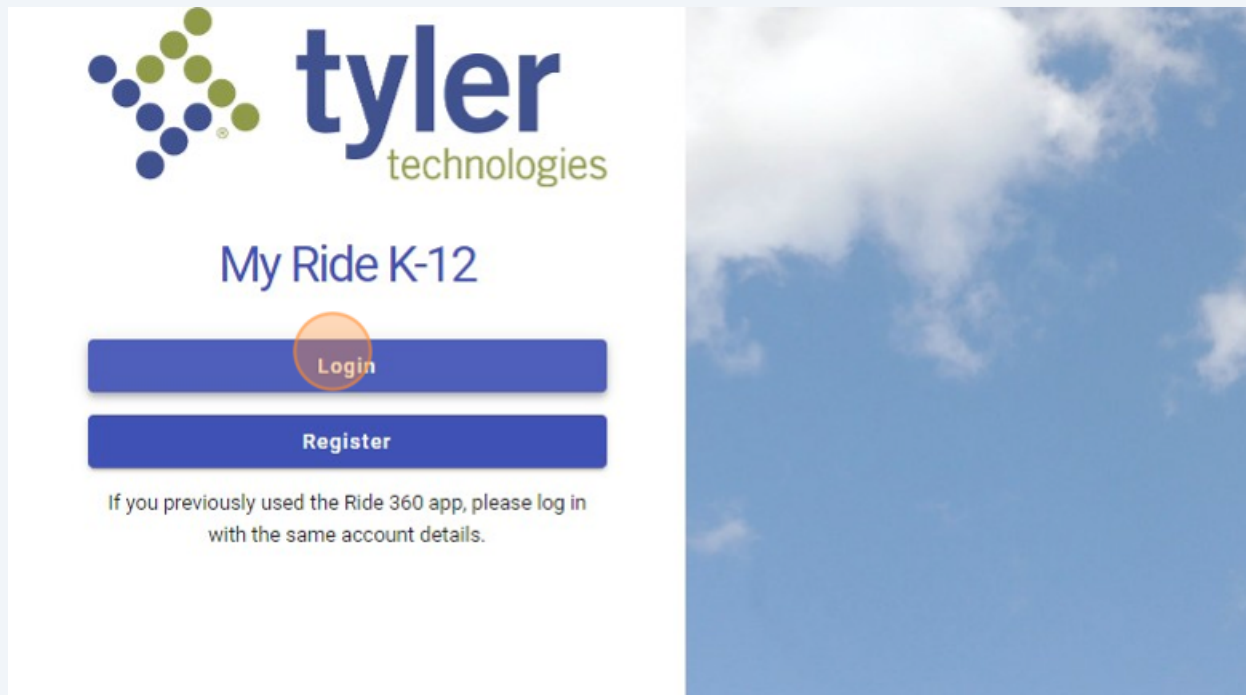 tyler
technologies
®
My Ride K-12
Login
Register
If you previously used the Ride 360 app, please log in
with the same account details.